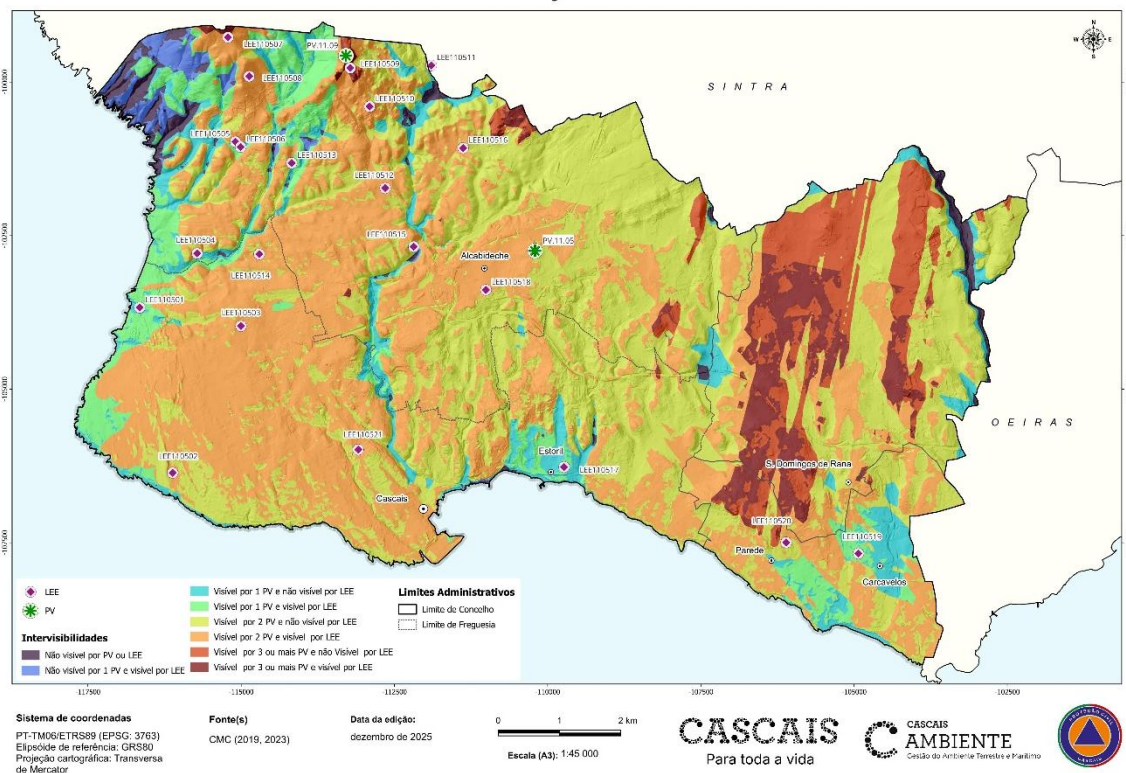 N
W E
S
LEE110507
PV.11.09
LEE110509
LEE110511
LEE110508
LEE110510
SINTRA
LEE110505
LEE110506
LEE110516
LEE110513
LEE110512
LEE110504
LEE110515
PV.11.05
Alcabideche
LEE110514
LEE110518
LEE110501
LEE110503
OEIRAS
LEE110521
LEE110502
Estoril
LEE110517
S. Domingos de Rana
Cascais
LEE110520
LEE110519
Parede
Carcavelos
-100000
-102500
-105000
-107500
-100000
-102500
-105000
-107500
LEE
PV
Intervisibilidades
Não visível por PV ou LEE
Não visível por 1 PV e visível por LEE
Visível por 1 PV e não visível por LEE
Visível por 1 PV e visível por LEE
Visível por 2 PV e não visível por LEE
Visível por 2 PV e visível por LEE
Visível por 3 ou mais PV e não Visível por LEE
Visível por 3 ou mais PV e visível por LEE
Limites Administrativos
Limite de Concelho
Limite de Freguesia
-117500 -115000 -112500 -110000 -107500 -105000 -102500
Sistema de coordenadas
PT-TM06/ETRS89 (EPSG: 3763)
Elipsóide de referência: GRS80
Projeção cartográfica: Transversa
de Mercator
Fonte(s)
CMC (2019, 2023)
Data da edição:
dezembro de 2025
0 1 2 km
Escala (A3): 1:45 000
CASCAIS
Para toda a vida
CASCAIS
AMBIENTE
Gestão do Ambiente Terrestre e Marítimo
PROTEÇÃO CIVIL
CASCAIS